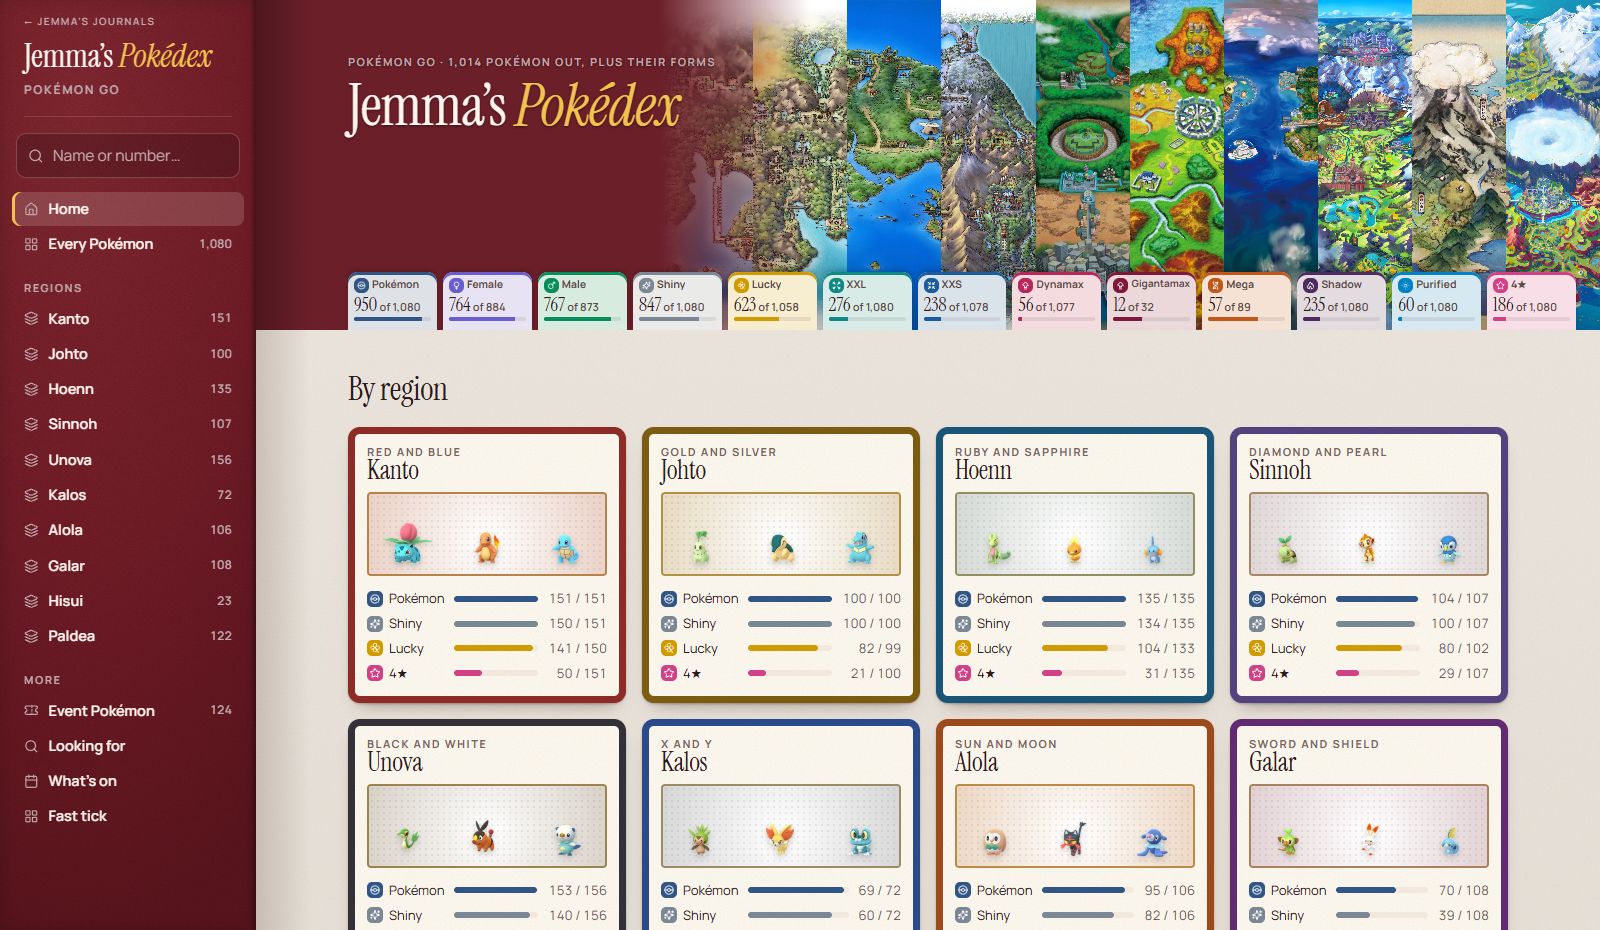 ← JEMMA'S JOURNALS
Jemma's Pokédex
POKÉMON GO
Name or number...
Home
Every Pokémon 1,080
REGIONS
Kanto 151
Johto 100
Hoenn 135
Sinnoh 107
Unova 156
Kalos 72
Alola 106
Galar 108
Hisui 23
Paldea 122
MORE
Event Pokémon 124
Looking for
What's on
Fast tick
POKÉMON GO · 1,014 POKÉMON OUT, PLUS THEIR FORMS
Jemma's Pokédex
Pokémon
950 of 1,080
Female
764 of 884
Male
767 of 873
Shiny
847 of 1,080
Lucky
623 of 1,058
XXL
276 of 1,080
XXS
238 of 1,078
Dynamax
56 of 1,077
Gigantamax
12 of 32
Mega
57 of 89
Shadow
235 of 1,080
Purified
60 of 1,080
4★
186 of 1,080
By region
RED AND BLUE
Kanto
Pokémon 151 / 151
Shiny 150 / 151
Lucky 141 / 150
4★ 50 / 151
GOLD AND SILVER
Johto
Pokémon 100 / 100
Shiny 100 / 100
Lucky 82 / 99
4★ 21 / 100
RUBY AND SAPPHIRE
Hoenn
Pokémon 135 / 135
Shiny 134 / 135
Lucky 104 / 133
4★ 31 / 135
DIAMOND AND PEARL
Sinnoh
Pokémon 104 / 107
Shiny 100 / 107
Lucky 80 / 102
4★ 29 / 107
BLACK AND WHITE
Unova
Pokémon 153 / 156
Shiny 140 / 156
X AND Y
Kalos
Pokémon 69 / 72
Shiny 60 / 72
SUN AND MOON
Alola
Pokémon 95 / 106
Shiny 82 / 106
SWORD AND SHIELD
Galar
Pokémon 70 / 108
Shiny 39 / 108